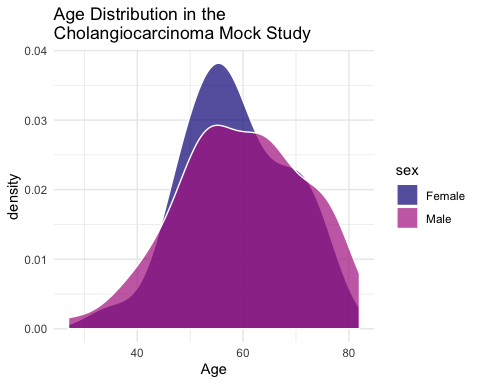 Age Distribution in the
Cholangiocarcinoma Mock Study
0.04
0.03
0.02
0.01
0.00
density
40 60 80
Age
sex
Female
Male